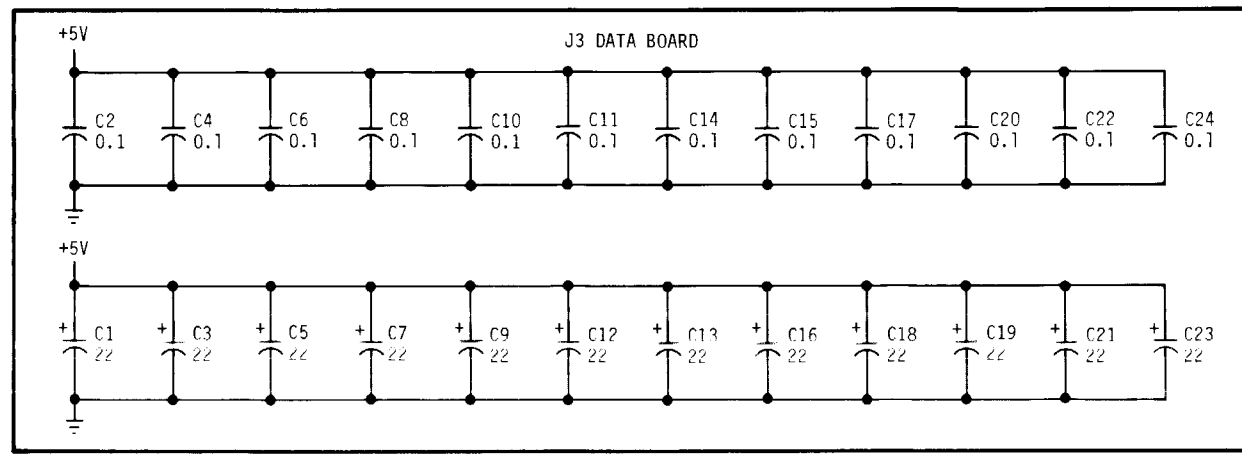 J3 DATA BOARD
+5V
C2 C4 C6 C8 C10 C11 C14 C15 C17 C20 C22 C24
0.1 0.1 0.1 0.1 0.1 0.1 0.1 0.1 0.1 0.1 0.1 0.1
+5V
+ C1 + C3 + C5 + C7 + C9 + C12 + C13 + C16 + C18 + C19 + C21 + C23
22 22 22 22 22 22 22 22 22 22 22 22